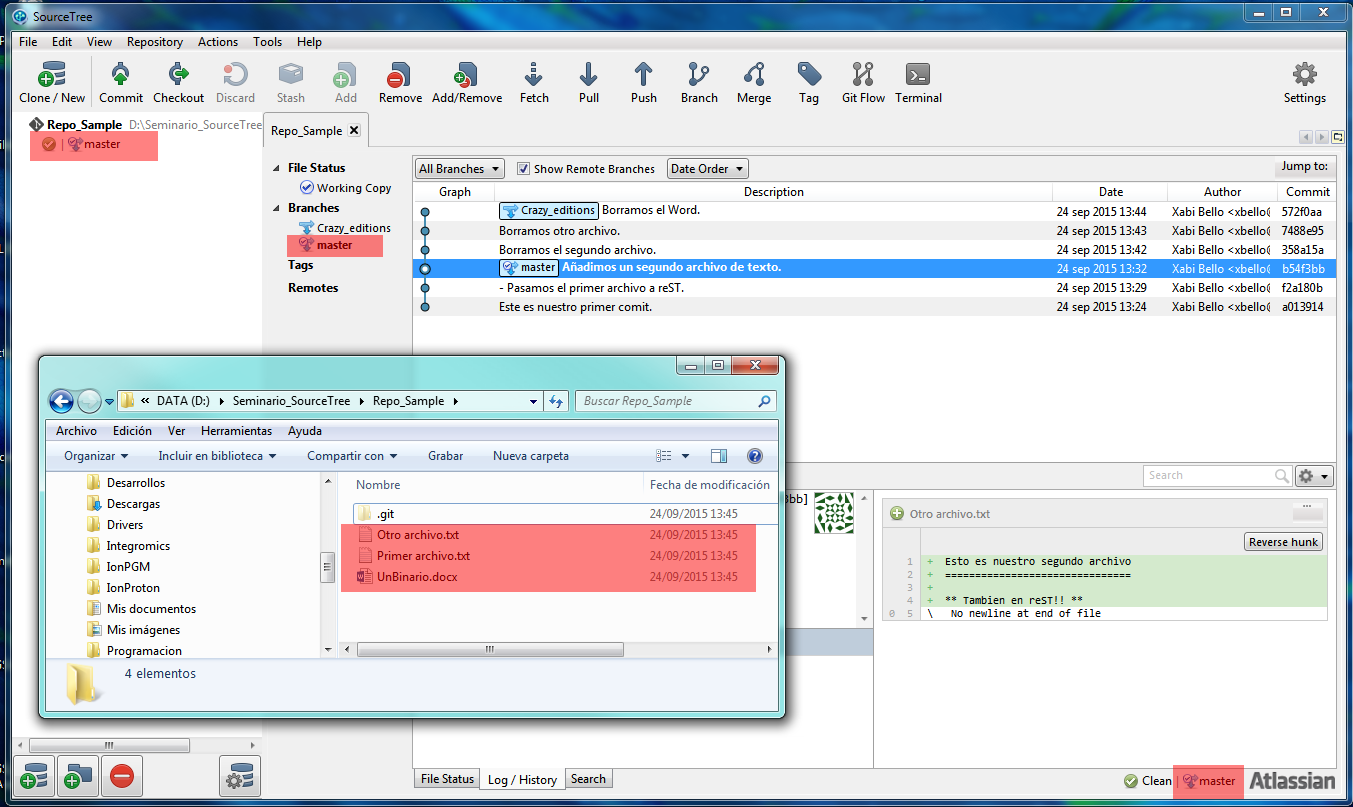 SourceTree
File Edit View Repository Actions Tools Help
Clone / New Commit Checkout Discard Stash Add Remove Add/Remove Fetch Pull Push Branch Merge Tag Git Flow Terminal Settings
Repo_Sample D:\Seminario_SourceTree
master
Repo_Sample
File Status
Working Copy
Branches
Crazy_editions
master
Tags
Remotes
All Branches Show Remote Branches Date Order Jump to:
Graph Description Date Author Commit
Crazy_editions Borramos el Word. 24 sep 2015 13:44 Xabi Bello <xbello@ 572f0aa
Borramos otro archivo. 24 sep 2015 13:43 Xabi Bello <xbello@ 7488e95
Borramos el segundo archivo. 24 sep 2015 13:42 Xabi Bello <xbello@ 358a15a
master Añadimos un segundo archivo de texto. 24 sep 2015 13:32 Xabi Bello <xbello@ b54f3bb
- Pasamos el primer archivo a reST. 24 sep 2015 13:29 Xabi Bello <xbello@ f2a180b
Este es nuestro primer comit. 24 sep 2015 13:24 Xabi Bello <xbello@ a013914
« DATA (D:) Seminario_SourceTree Repo_Sample Buscar Repo_Sample
Archivo Edición Ver Herramientas Ayuda
Organizar Incluir en biblioteca Compartir con Grabar Nueva carpeta
Desarrollos
Descargas
Drivers
Integromics
IonPGM
IonProton
Mis documentos
Mis imágenes
Programacion
Nombre Fecha de modificación
.git 24/09/2015 13:45
Otro archivo.txt 24/09/2015 13:45
Primer archivo.txt 24/09/2015 13:45
UnBinario.docx 24/09/2015 13:45
4 elementos
Search
3bb]
Otro archivo.txt
Reverse hunk
1 + Esto es nuestro segundo archivo
2 + ===============================
3 +
4 + ** Tambien en reST!! **
0 5 \ No newline at end of file
File Status Log / History Search
Clean master Atlassian